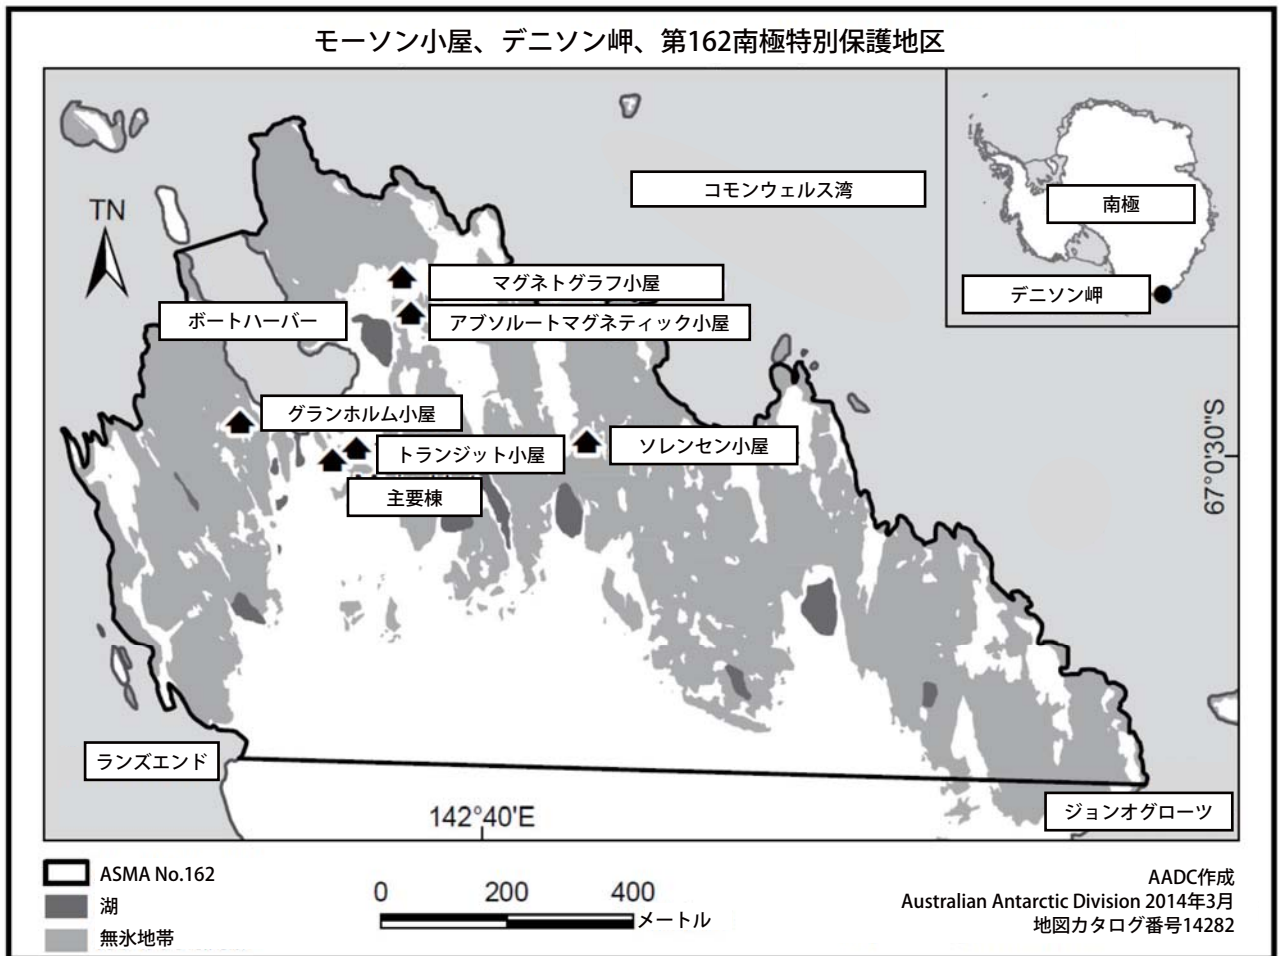 モーソン小屋、デニソン岬、第162南極特別保護地区
コモンウェルス湾
南極
デニソン岬
TN
マグネトグラフ小屋
ボートハーバー
アブソルートマグネティック小屋
グランホルム小屋
トランジット小屋
ソレンセン小屋
主要棟
67°0'30"S
ランズエンド
142°40'E
ジョンオグローツ
ASMA No.162
湖
無氷地帯
0 200 400
メートル
AADC作成
Australian Antarctic Division 2014年3月
地図カタログ番号14282